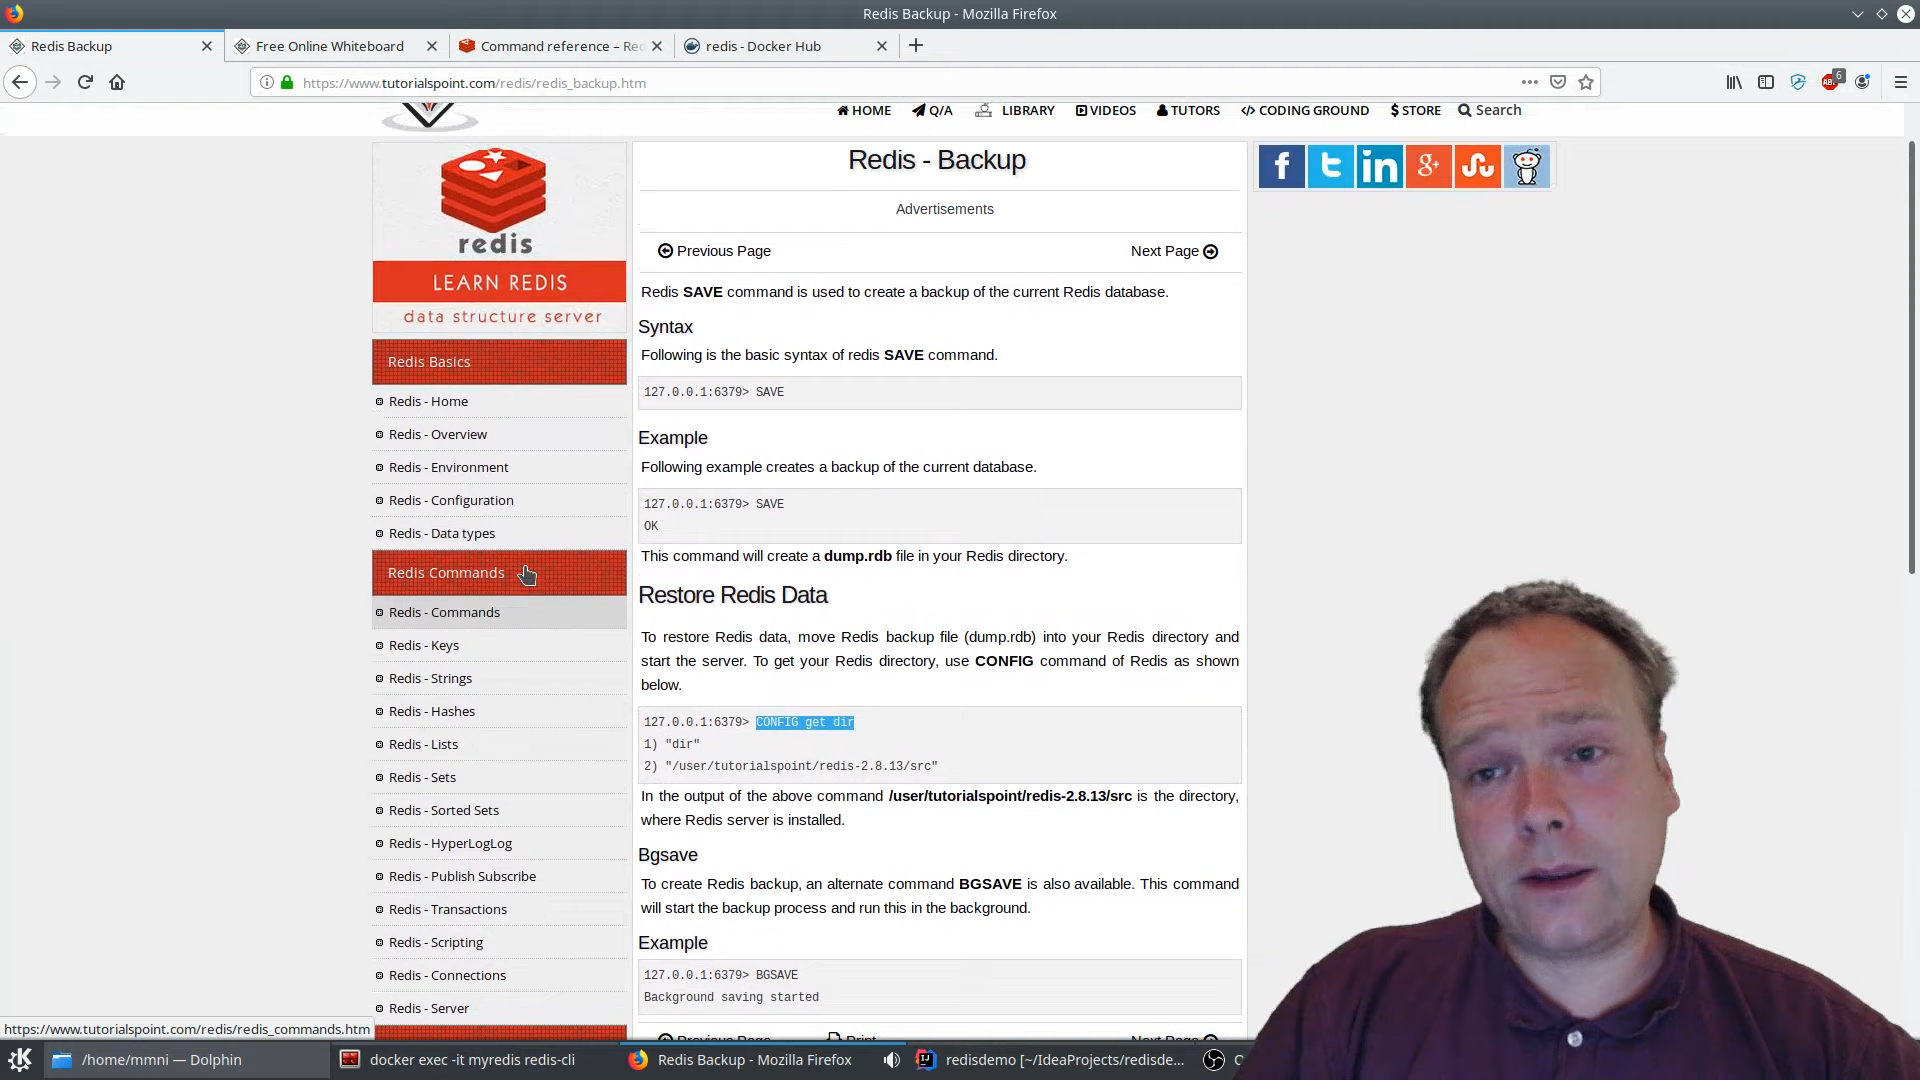 Redis Backup - Mozilla Firefox
Redis Backup
Free Online Whiteboard
Command reference – Red
redis - Docker Hub
https://www.tutorialspoint.com/redis/redis_backup.htm
6
HOME
Q/A
LIBRARY
VIDEOS
TUTORS
CODING GROUND
STORE
Search
redis
LEARN REDIS
data structure server
Redis Basics
Redis - Home
Redis - Overview
Redis - Environment
Redis - Configuration
Redis - Data types
Redis Commands
Redis - Commands
Redis - Keys
Redis - Strings
Redis - Hashes
Redis - Lists
Redis - Sets
Redis - Sorted Sets
Redis - HyperLogLog
Redis - Publish Subscribe
Redis - Transactions
Redis - Scripting
Redis - Connections
Redis - Server
Redis - Backup
Advertisements
Previous Page
Next Page
Redis SAVE command is used to create a backup of the current Redis database.
Syntax
Following is the basic syntax of redis SAVE command.
127.0.0.1:6379> SAVE
Example
Following example creates a backup of the current database.
127.0.0.1:6379> SAVE
OK
This command will create a dump.rdb file in your Redis directory.
Restore Redis Data
To restore Redis data, move Redis backup file (dump.rdb) into your Redis directory and
start the server. To get your Redis directory, use CONFIG command of Redis as shown
below.
127.0.0.1:6379> CONFIG get dir
1) "dir"
2) "/user/tutorialspoint/redis-2.8.13/src"
In the output of the above command /user/tutorialspoint/redis-2.8.13/src is the directory,
where Redis server is installed.
Bgsave
To create Redis backup, an alternate command BGSAVE is also available. This command
will start the backup process and run this in the background.
Example
127.0.0.1:6379> BGSAVE
Background saving started
Previous Page
Print
Next Page
https://www.tutorialspoint.com/redis/redis_commands.htm
/home/mmni — Dolphin
docker exec -it myredis redis-cli
Redis Backup - Mozilla Firefox
redisdemo [~/IdeaProjects/redisde...